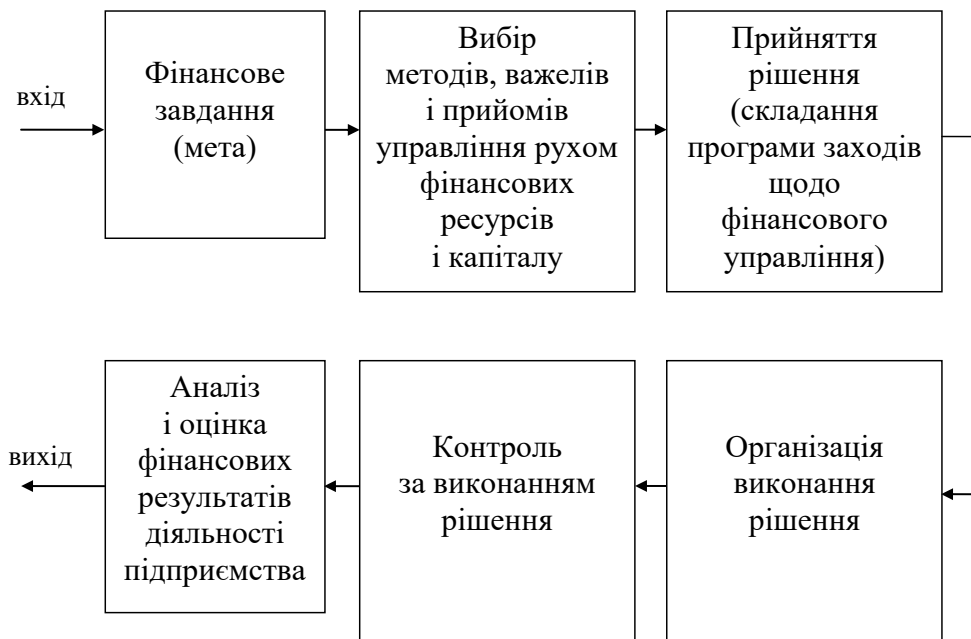 вхід
Фінансове
завдання
(мета)
Вибір
методів, важелів
і прийомів
управління рухом
фінансових
ресурсів
і капіталу
Прийняття
рішення
(складання
програми заходів
щодо
фінансового
управління)
вихід
Аналіз
і оцінка
фінансових
результатів
діяльності
підприємства
Контроль
за виконанням
рішення
Організація
виконання
рішення